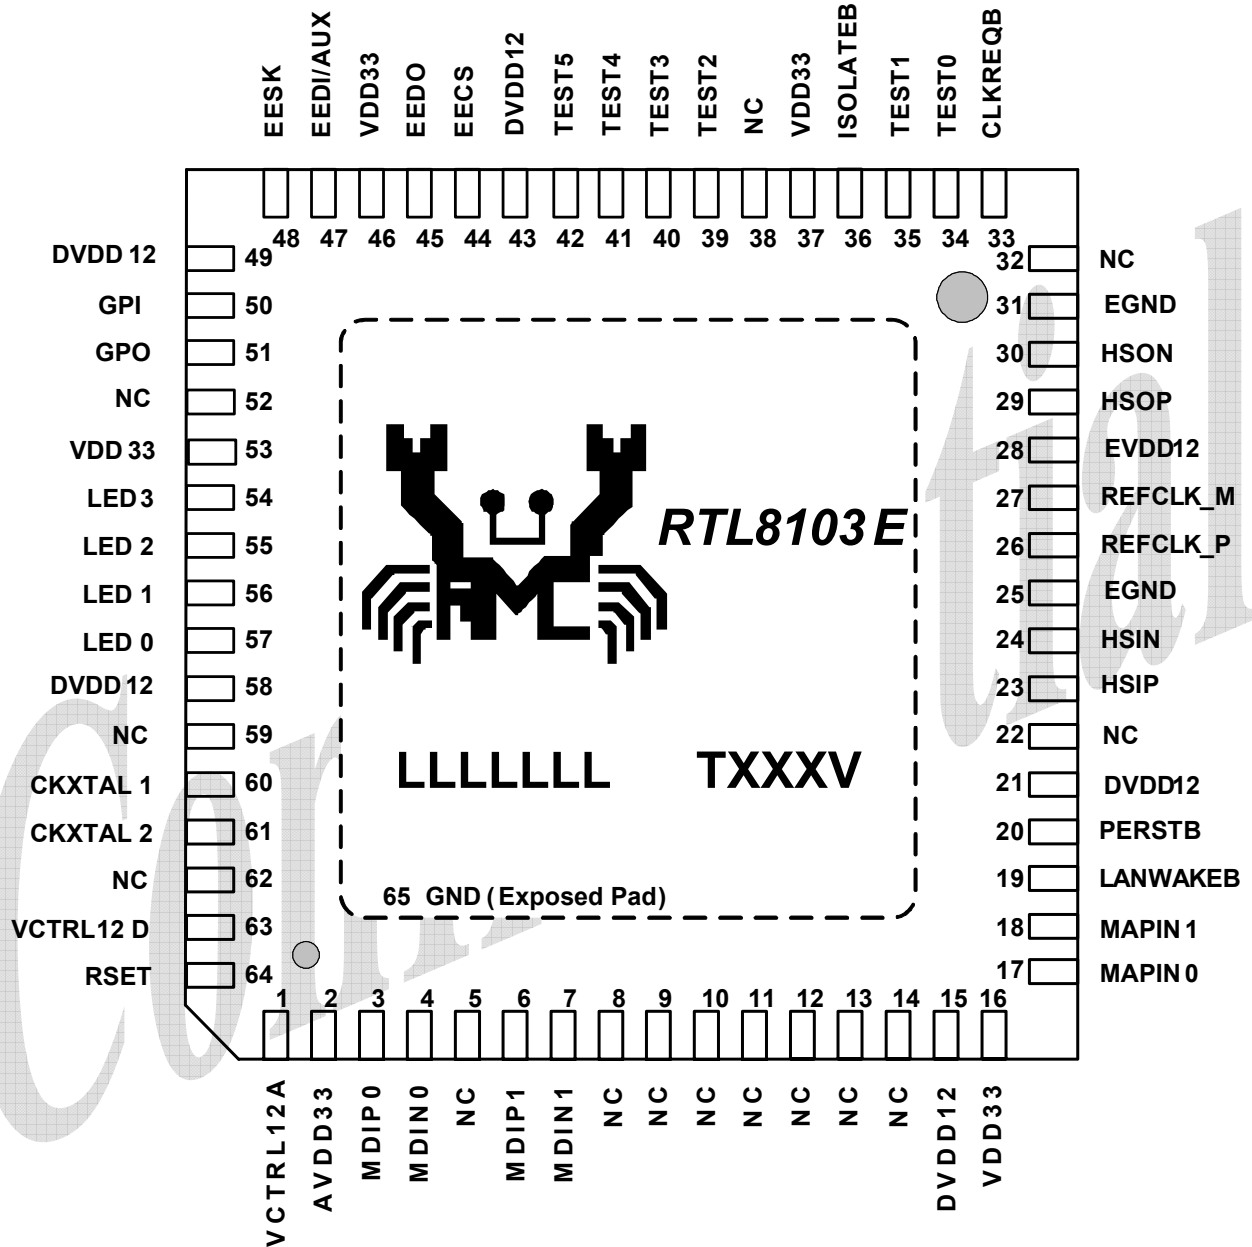 EESK
EEDI/AUX
VDD33
EEDO
EECS
DVDD12
TEST5
TEST4
TEST3
TEST2
NC
VDD33
ISOLATEB
TEST1
TEST0
CLKREQB
48 47 46 45 44 43 42 41 40 39 38 37 36 35 34 33
DVDD 12 49
GPI 50
GPO 51
NC 52
VDD 33 53
LED 3 54
LED 2 55
LED 1 56
LED 0 57
DVDD 12 58
NC 59
CKXTAL 1 60
CKXTAL 2 61
NC 62
VCTRL12 D 63
RSET 64
RTL8103 E
LLLLLLL TXXXV
65 GND ( Exposed Pad)
32 NC
31 EGND
30 HSON
29 HSOP
28 EVDD12
27 REFCLK_M
26 REFCLK_P
25 EGND
24 HSIN
23 HSIP
22 NC
21 DVDD12
20 PERSTB
19 LANWAKEB
18 MAPIN 1
17 MAPIN 0
1 2 3 4 5 6 7 8 9 10 11 12 13 14 15 16
VCTRL12A
AVDD33
MDIP0
MDIN0
NC
MDIP1
MDIN1
NC
NC
NC
NC
NC
NC
NC
DVDD12
VDD33